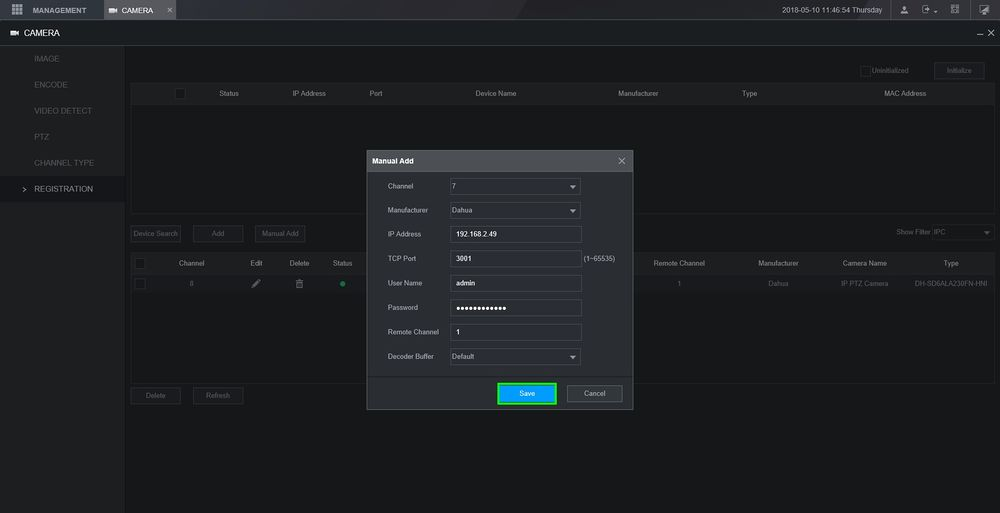 MANAGEMENT CAMERA × 2018-05-10 11:46:54 Thursday
CAMERA
IMAGE
ENCODE
VIDEO DETECT
PTZ
CHANNEL TYPE
REGISTRATION
Uninitialized Initialize
Status IP Address Port Device Name Manufacturer Type MAC Address
Device Search Add Manual Add Show Filter IPC
Channel Edit Delete Status Remote Channel Manufacturer Camera Name Type
8 1 Dahua IP PTZ Camera DH-SD6ALA230FN-HNI
Delete Refresh
Manual Add
Channel 7
Manufacturer Dahua
IP Address 192.168.2.49
TCP Port 3001 (1~65535)
User Name admin
Password ●●●●●●●●●●●●
Remote Channel 1
Decoder Buffer Default
Save Cancel